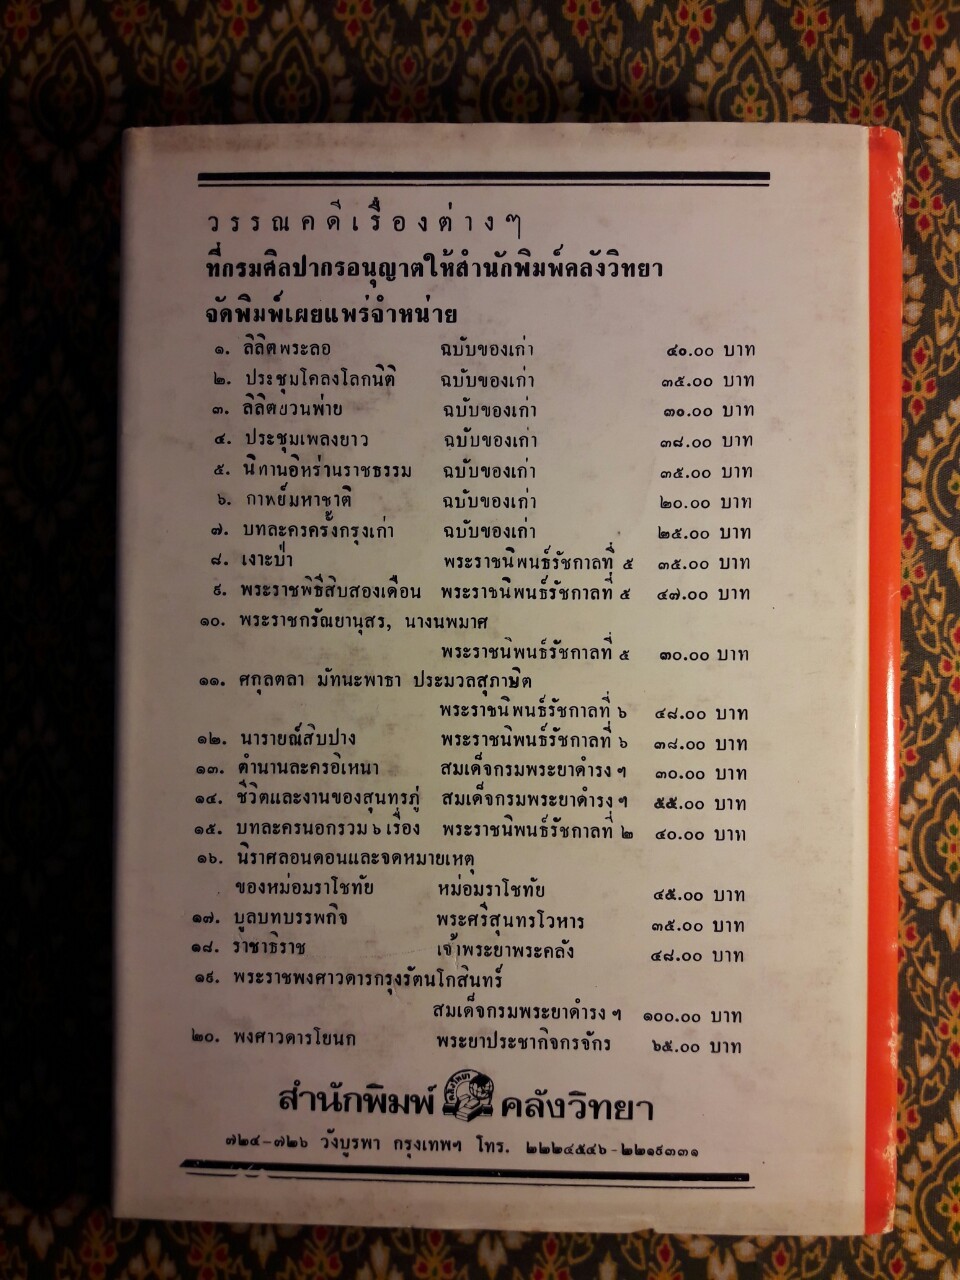 วรรณคดีเรื่องต่างๆ
ที่กรมศิลปากรอนุญาตให้สำนักพิมพ์คลังวิทยา
จัดพิมพ์เผยแพร่จำหน่าย
๑. ลิลิตพระลอ ฉบับของเก่า ๔๐.๐๐ บาท
๒. ประชุมโคลงโลกนิติ ฉบับของเก่า ๓๕.๐๐ บาท
๓. ลิลิตยวนพ่าย ฉบับของเก่า ๓๐.๐๐ บาท
๔. ประชุมเพลงยาว ฉบับของเก่า ๓๘.๐๐ บาท
๕. นิทานอิหร่านราชธรรม ฉบับของเก่า ๓๕.๐๐ บาท
๖. กาพย์มหาชาติ ฉบับของเก่า ๒๐.๐๐ บาท
๗. บทละครครั้งกรุงเก่า ฉบับของเก่า ๒๕.๐๐ บาท
๘. เงาะป่า พระราชนิพนธ์รัชกาลที่ ๕ ๓๕.๐๐ บาท
๙. พระราชพิธีสิบสองเดือน พระราชนิพนธ์รัชกาลที่ ๕ ๔๗.๐๐ บาท
๑๐. พระราชกรัณยานุสร, นางนพมาศ
พระราชนิพนธ์รัชกาลที่ ๕ ๓๐.๐๐ บาท
๑๑. ศกุลตลา มัทนะพาธา ประมวลสุภาษิต
พระราชนิพนธ์รัชกาลที่ ๖ ๔๘.๐๐ บาท
๑๒. นารายณ์สิบปาง พระราชนิพนธ์รัชกาลที่ ๖ ๓๘.๐๐ บาท
๑๓. ตำนานละครอิเหนา สมเด็จกรมพระยาดำรง ฯ ๓๐.๐๐ บาท
๑๔. ชีวิตและงานของสุนทรภู่ สมเด็จกรมพระยาดำรง ฯ ๕๕.๐๐ บาท
๑๕. บทละครนอกรวม ๖ เรื่อง พระราชนิพนธ์รัชกาลที่ ๒ ๔๐.๐๐ บาท
๑๖. นิราศลอนดอนและจดหมายเหตุ
ของหม่อมราโชทัย หม่อมราโชทัย ๔๕.๐๐ บาท
๑๗. มูลบทบรรพกิจ พระศรีสุนทรโวหาร ๓๕.๐๐ บาท
๑๘. ราชาธิราช เจ้าพระยาพระคลัง ๔๘.๐๐ บาท
๑๙. พระราชพงศาวดารกรุงรัตนโกสินทร์
สมเด็จกรมพระยาดำรง ฯ ๑๐๐.๐๐ บาท
๒๐. พงศาวดารโยนก พระยาประชากิจกรจักร ๖๕.๐๐ บาท
สำนักพิมพ์ คลังวิทยา คลังวิทยา
๗๒๔-๗๒๖ วังบูรพา กรุงเทพฯ โทร. ๒๒๒๔๕๔๖-๒๒๑๙๓๓๑